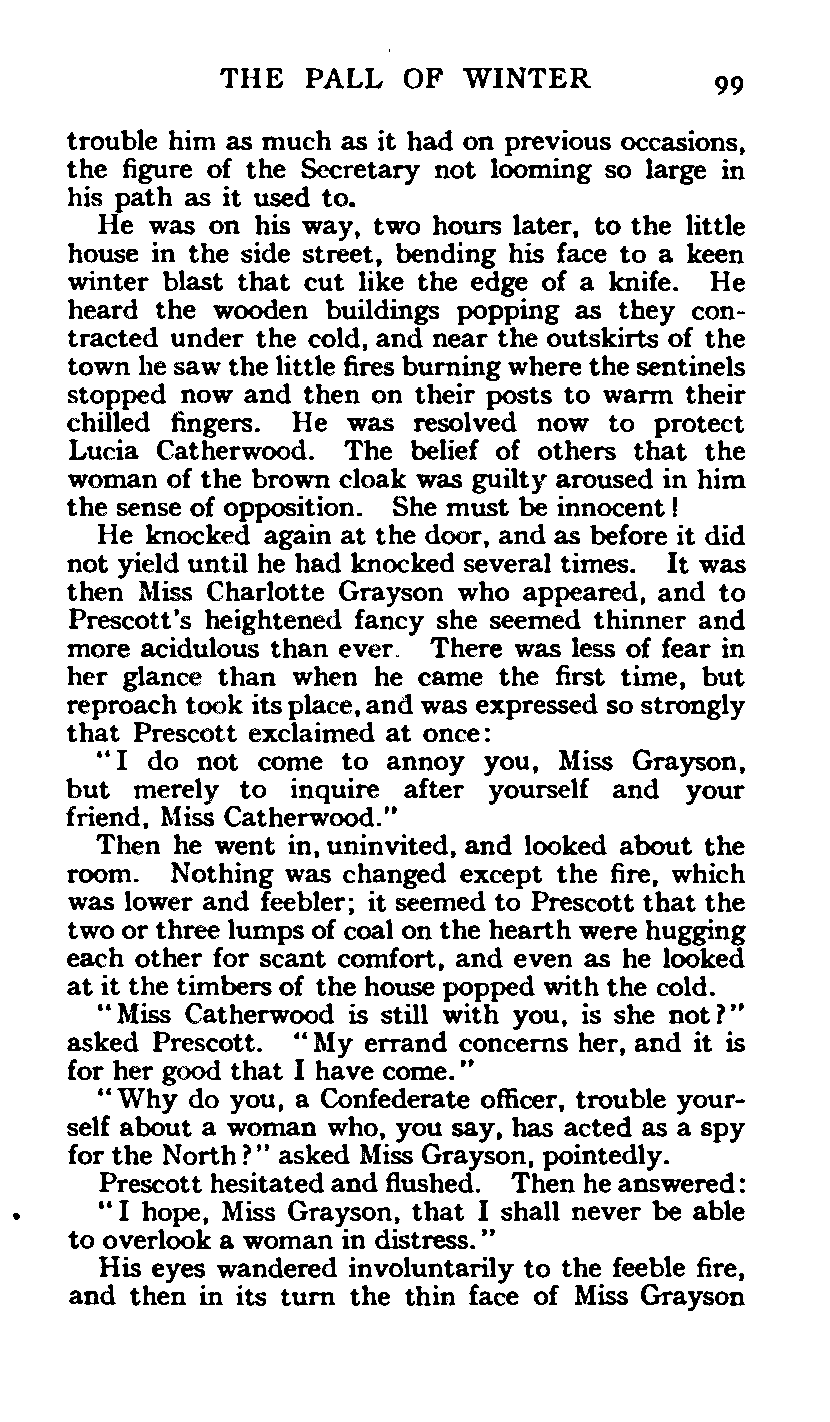 THE PALL OF WINTER 99
trouble him as much as it had on previous occasions,
the figure of the Secretary not looming so large in
his path as it used to.
He was on his way, two hours later, to the little
house in the side street, bending his face to a keen
winter blast that cut like the edge of a knife. He
heard the wooden buildings popping as they con-
tracted under the cold, and near the outskirts of the
town he saw the little fires burning where the sentinels
stopped now and then on their posts to warm their
chilled fingers. He was resolved now to protect
Lucia Catherwood. The belief of others that the
woman of the brown cloak was guilty aroused in him
the sense of opposition. She must be innocent!
He knocked again at the door, and as before it did
not yield until he had knocked several times. It was
then Miss Charlotte Grayson who appeared, and to
Prescott's heightened fancy she seemed thinner and
more acidulous than ever. There was less of fear in
her glance than when he came the first time, but
reproach took its place, and was expressed so strongly
that Prescott exclaimed at once:
"I do not come to annoy you, Miss Grayson,
but merely to inquire after yourself and your
friend, Miss Catherwood."
Then he went in, uninvited, and looked about the
room. Nothing was changed except the fire, which
was lower and feebler; it seemed to Prescott that the
two or three lumps of coal on the hearth were hugging
each other for scant comfort, and even as he looked
at it the timbers of the house popped with the cold.
"Miss Catherwood is still with you, is she not?"
asked Prescott. "My errand concerns her, and it is
for her good that I have come."
"Why do you, a Confederate officer, trouble your-
self about a woman who, you say, has acted as a spy
for the North?" asked Miss Grayson, pointedly.
Prescott hesitated and flushed. Then he answered:
"I hope, Miss Grayson, that I shall never be able
to overlook a woman in distress."
His eyes wandered involuntarily to the feeble fire,
and then in its turn the thin face of Miss Grayson